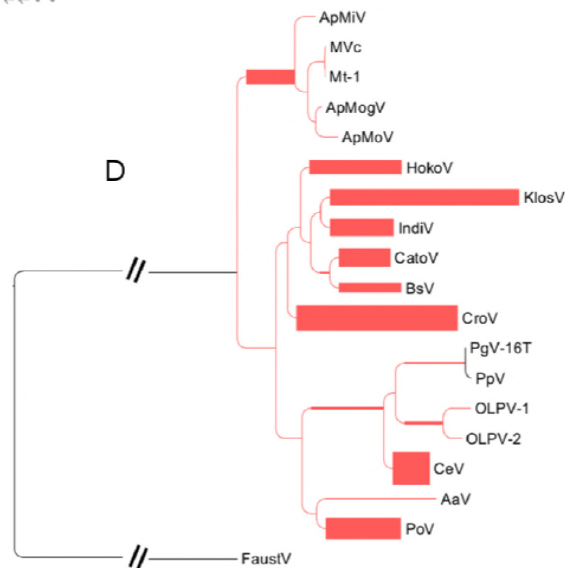 ApMiV
MVc
Mt-1
ApMogV
ApMoV
D
HokoV
KlosV
IndiV
CatoV
BsV
CroV
PgV-16T
PpV
OLPV-1
OLPV-2
CeV
AaV
PoV
FaustV